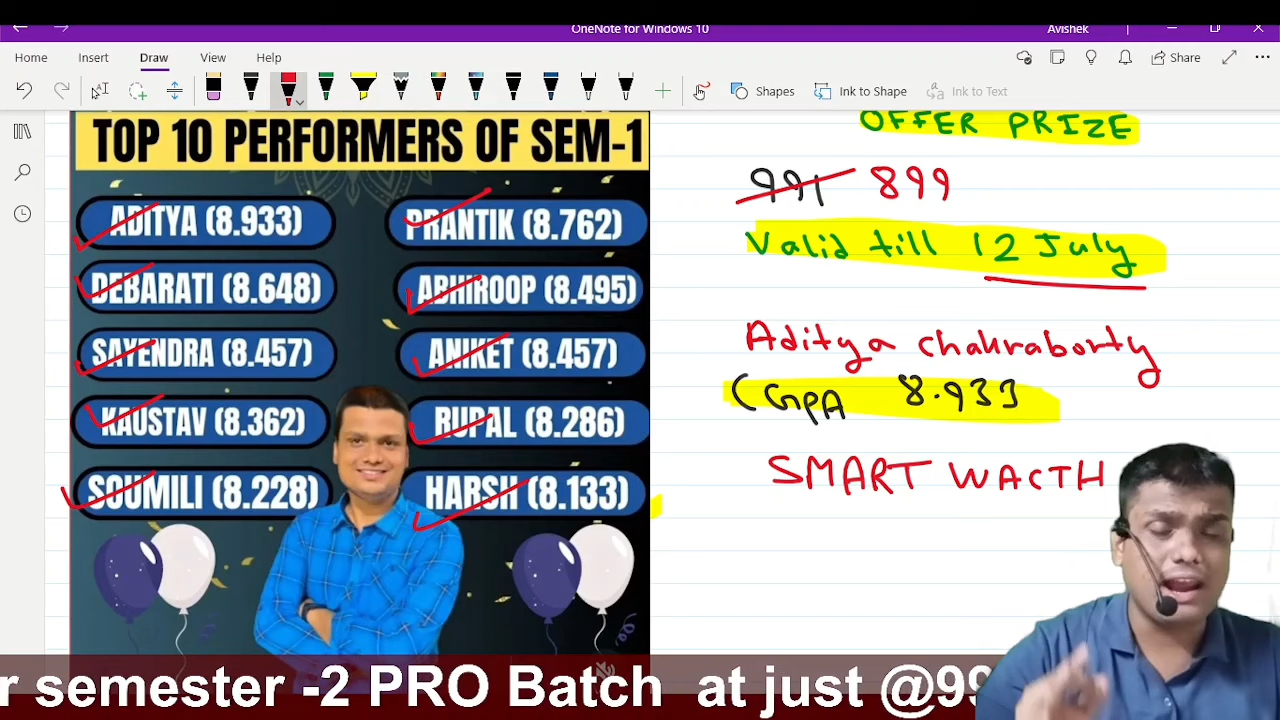 OneNote for Windows 10
Avishek
Home Insert Draw View Help
Share
Shapes
Ink to Shape
Ink to Text
TOP 10 PERFORMERS OF SEM-1
ADITYA (8.933)
PRANTIK (8.762)
DEBARATI (8.648)
ABHIROOP (8.495)
SAYENDRA (8.457)
ANIKET (8.457)
KAUSTAV (8.362)
RUPAL (8.286)
SOUMILI (8.228)
HARSH (8.133)
OFFER PRIZE
991 899
Valid till 12 July
Aditya chakraborty
CGPA 8.933
SMART WACTH
r semester -2 PRO Batch at just @99